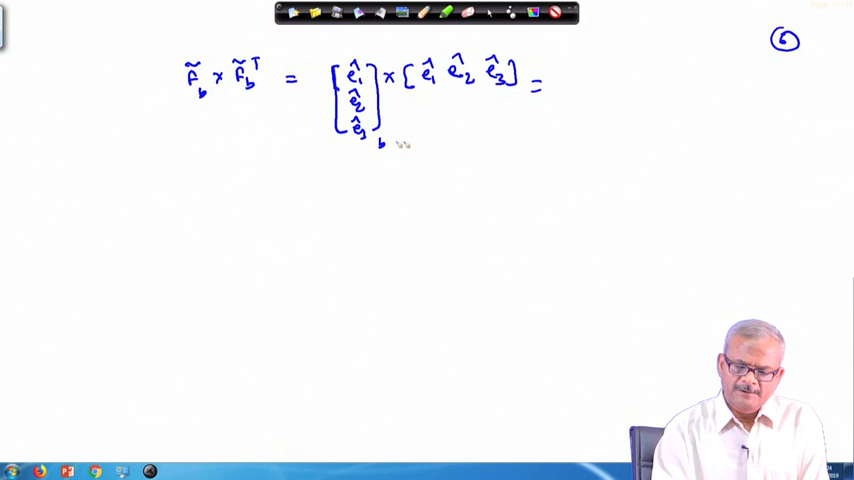 6
f̃_b × f̃_b^T = [ê1 ê2 ê3]_b × [ê1 ê2 ê3] =